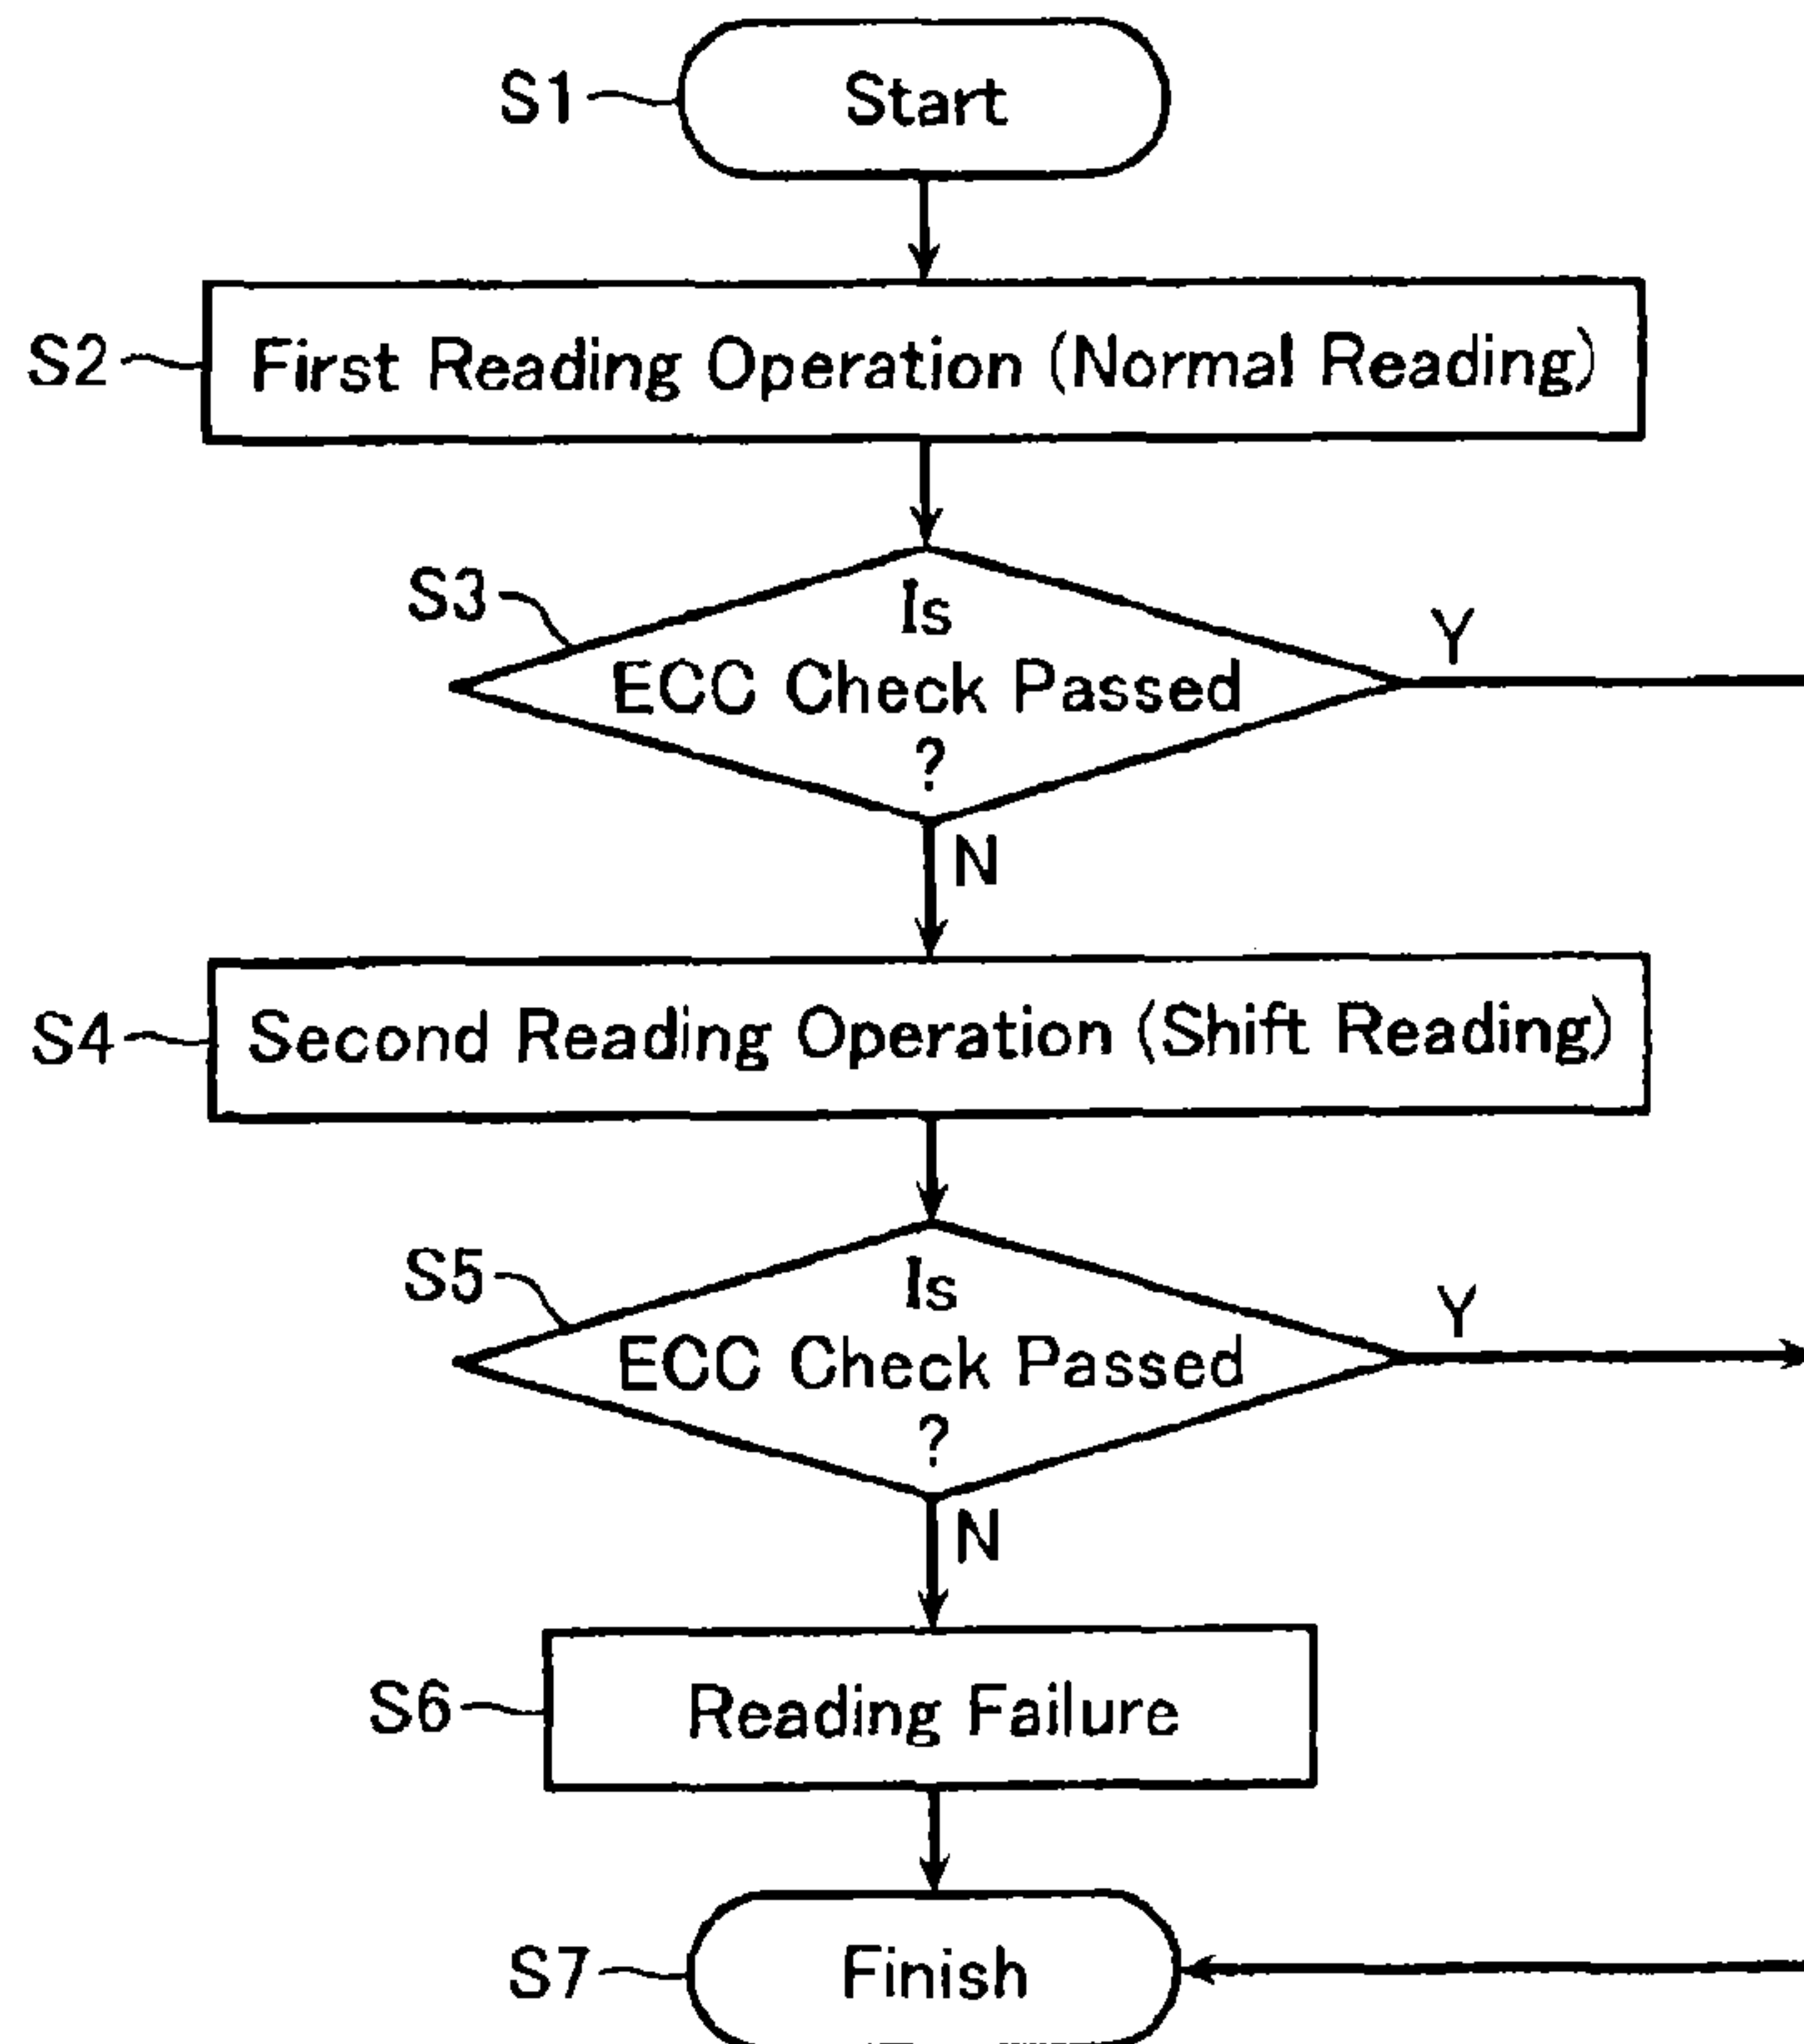 S1
Start
S2
First Reading Operation (Normal Reading)
S3
Is
ECC Check Passed
?
Y
N
S4
Second Reading Operation (Shift Reading)
S5
Is
ECC Check Passed
?
Y
N
S6
Reading Failure
S7
Finish